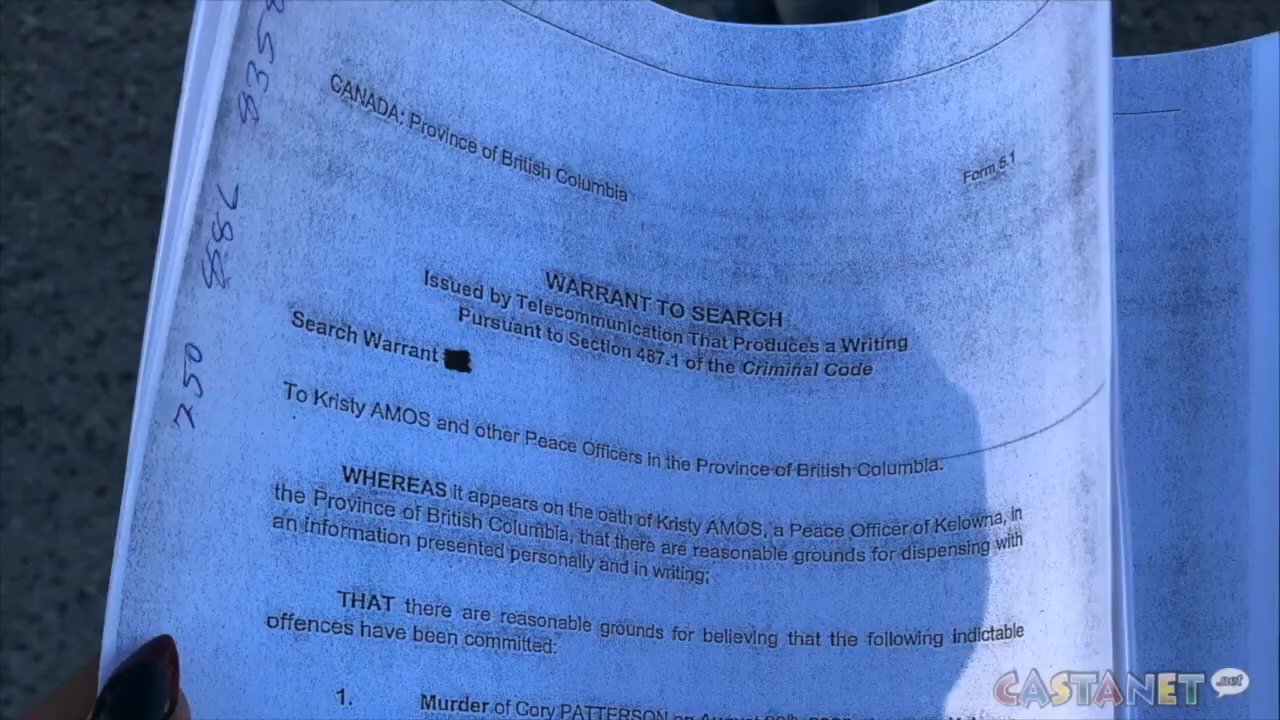 CANADA: Province of British Columbia
Form 5.1
WARRANT TO SEARCH
Issued by Telecommunication That Produces a Writing
Pursuant to Section 487.1 of the Criminal Code
Search Warrant
To Kristy AMOS and other Peace Officers in the Province of British Columbia.
WHEREAS it appears on the oath of Kristy AMOS, a Peace Officer of Kelowna, in
the Province of British Columbia, that there are reasonable grounds for dispensing with
an information presented personally and in writing;
THAT there are reasonable grounds for believing that the following indictable
offences have been committed:
1. Murder of Cory PATTERSON on August
250 886 8358
CASTANET.net